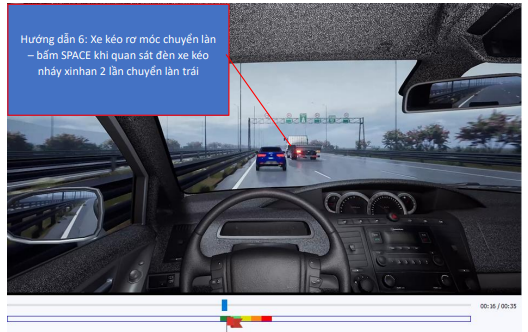 Hướng dẫn 6: Xe kéo rơ móc chuyển làn
– bấm SPACE khi quan sát đèn xe kéo
nháy xinhan 2 lần chuyển làn trái
00:16 / 00:35